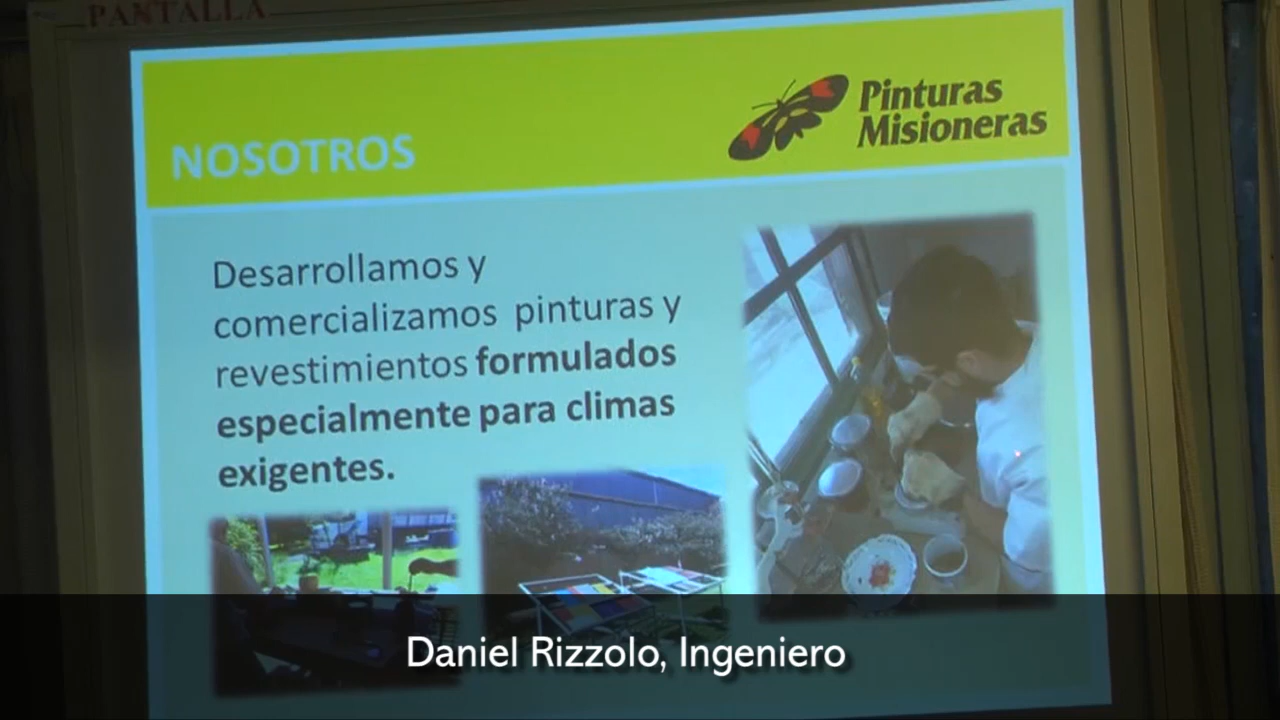 PANTALLA
Pinturas
Misioneras
NOSOTROS
Desarrollamos y
comercializamos pinturas y
revestimientos formulados
especialmente para climas
exigentes.
Daniel Rizzolo, Ingeniero